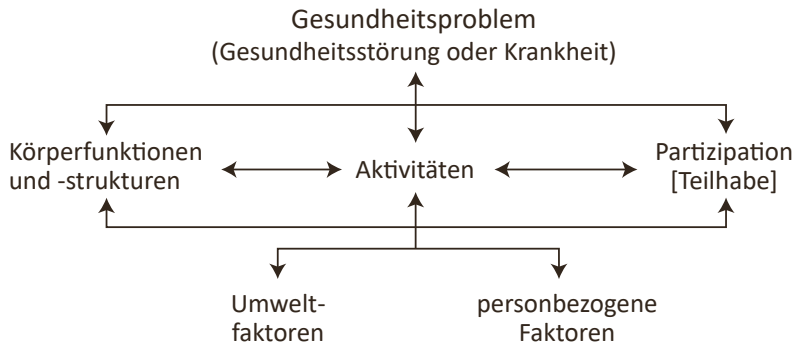 Gesundheitsproblem
(Gesundheitsstörung oder Krankheit)
Körperfunktionen
und -strukturen
Aktivitäten
Partizipation
[Teilhabe]
Umwelt-
faktoren
personbezogene
Faktoren